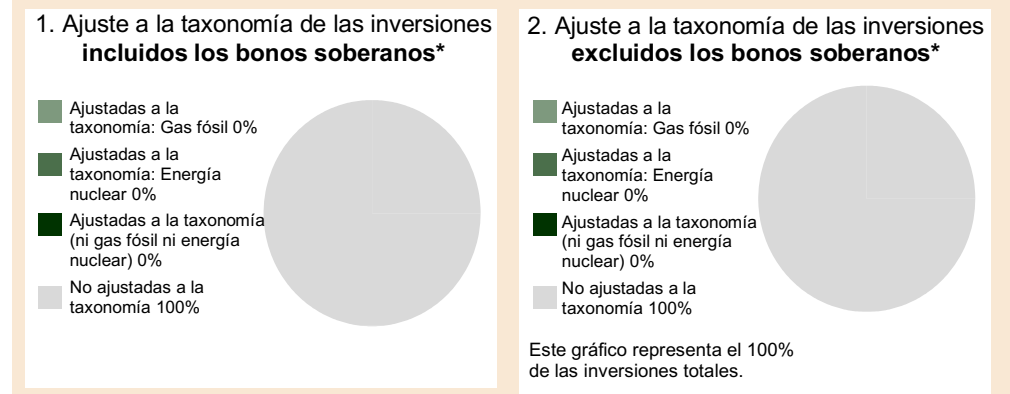 1. Ajuste a la taxonomía de las inversiones
incluidos los bonos soberanos*
Ajustadas a la
taxonomía: Gas fósil 0%
Ajustadas a la
taxonomía: Energía
nuclear 0%
Ajustadas a la taxonomía
(ni gas fósil ni energía
nuclear) 0%
No ajustadas a la
taxonomía 100%
2. Ajuste a la taxonomía de las inversiones
excluidos los bonos soberanos*
Ajustadas a la
taxonomía: Gas fósil 0%
Ajustadas a la
taxonomía: Energía
nuclear 0%
Ajustadas a la taxonomía
(ni gas fósil ni energía
nuclear) 0%
No ajustadas a la
taxonomía 100%
Este gráfico representa el 100%
de las inversiones totales.